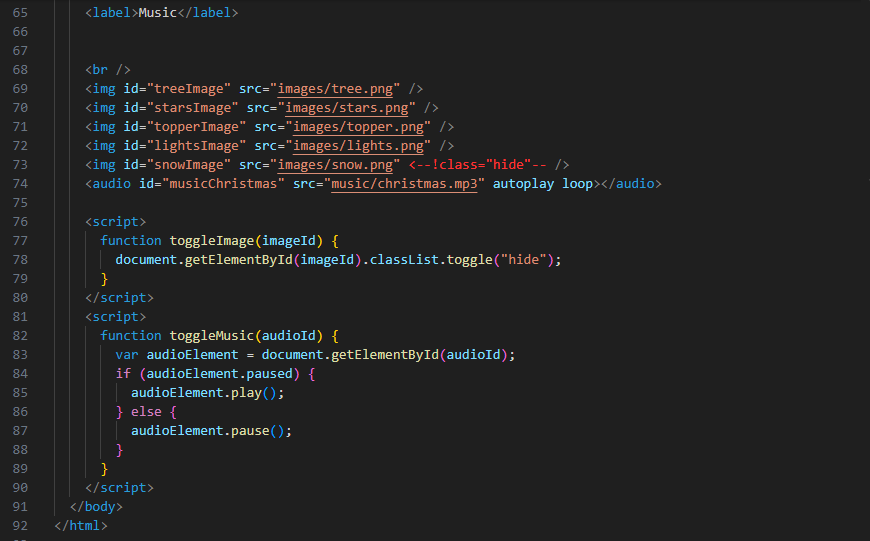 65 <label>Music</label>
66
67
68 <br />
69 <img id="treeImage" src="images/tree.png" />
70 <img id="starsImage" src="images/stars.png" />
71 <img id="topperImage" src="images/topper.png" />
72 <img id="lightsImage" src="images/lights.png" />
73 <img id="snowImage" src="images/snow.png" <--!class="hide"-- />
74 <audio id="musicChristmas" src="music/christmas.mp3" autoplay loop></audio>
75
76 <script>
77 function toggleImage(imageId) {
78 document.getElementById(imageId).classList.toggle("hide");
79 }
80 </script>
81 <script>
82 function toggleMusic(audioId) {
83 var audioElement = document.getElementById(audioId);
84 if (audioElement.paused) {
85 audioElement.play();
86 } else {
87 audioElement.pause();
88 }
89 }
90 </script>
91 </body>
92 </html>